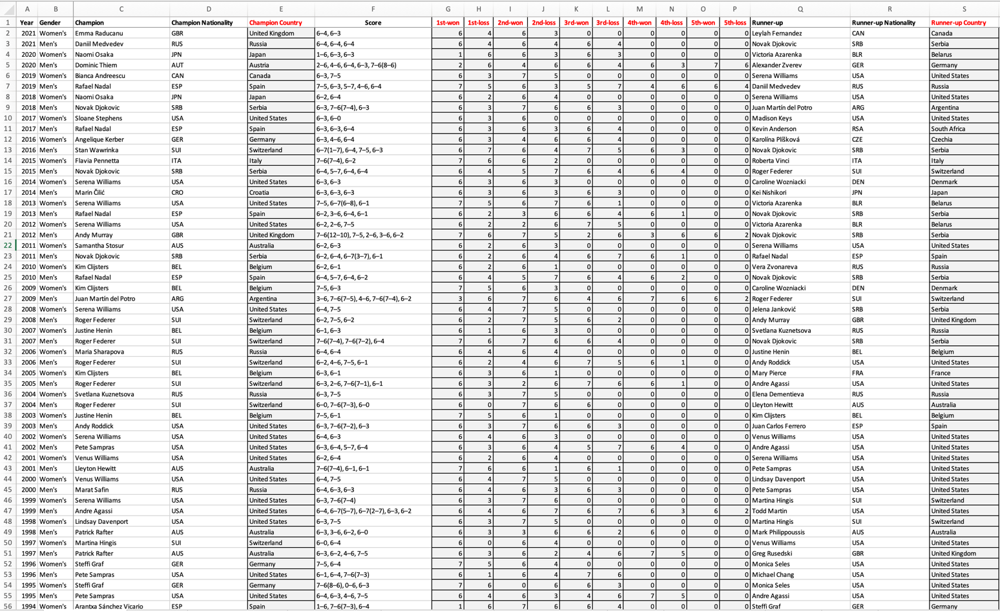 A B C D E F G H I J K L M N O P Q R S
1 Year Gender Champion Champion Nationality Champion Country Score 1st-won 1st-loss 2nd-won 2nd-loss 3rd-won 3rd-loss 4th-won 4th-loss 5th-won 5th-loss Runner-up Runner-up Nationality Runner-up Country
2 2021 Women's Emma Raducanu GBR United Kingdom 6–4, 6–3 6 4 6 3 0 0 0 0 0 0 Leylah Fernandez CAN Canada
3 2021 Men's Daniil Medvedev RUS Russia 6–4, 6–4, 6–4 6 4 6 4 6 4 0 0 0 0 Novak Djokovic SRB Serbia
4 2020 Women's Naomi Osaka JPN Japan 1–6, 6–3, 6–3 1 6 6 3 6 3 0 0 0 0 Victoria Azarenka BLR Belarus
5 2020 Men's Dominic Thiem AUT Austria 2–6, 4–6, 6–4, 6–3, 7–6(8–6) 2 6 4 6 6 4 6 3 7 6 Alexander Zverev GER Germany
6 2019 Women's Bianca Andreescu CAN Canada 6–3, 7–5 6 3 7 5 0 0 0 0 0 0 Serena Williams USA United States
7 2019 Men's Rafael Nadal ESP Spain 7–5, 6–3, 5–7, 4–6, 6–4 7 5 6 3 5 7 4 6 6 4 Daniil Medvedev RUS Russia
8 2018 Women's Naomi Osaka JPN Japan 6–2, 6–4 6 2 6 4 0 0 0 0 0 0 Serena Williams USA United States
9 2018 Men's Novak Djokovic SRB Serbia 6–3, 7–6(7–4), 6–3 6 3 7 6 6 3 0 0 0 0 Juan Martín del Potro ARG Argentina
10 2017 Women's Sloane Stephens USA United States 6–3, 6–0 6 3 6 0 0 0 0 0 0 0 Madison Keys USA United States
11 2017 Men's Rafael Nadal ESP Spain 6–3, 6–3, 6–4 6 3 6 3 6 4 0 0 0 0 Kevin Anderson RSA South Africa
12 2016 Women's Angelique Kerber GER Germany 6–3, 4–6, 6–4 6 3 4 6 6 4 0 0 0 0 Karolína Plíšková CZE Czechia
13 2016 Men's Stan Wawrinka SUI Switzerland 6–7(1–7), 6–4, 7–5, 6–3 6 7 6 4 7 5 6 3 0 0 Novak Djokovic SRB Serbia
14 2015 Women's Flavia Pennetta ITA Italy 7–6(7–4), 6–2 7 6 6 2 0 0 0 0 0 0 Roberta Vinci ITA Italy
15 2015 Men's Novak Djokovic SRB Serbia 6–4, 5–7, 6–4, 6–4 6 4 5 7 6 4 6 4 0 0 Roger Federer SUI Switzerland
16 2014 Women's Serena Williams USA United States 6–3, 6–3 6 3 6 3 0 0 0 0 0 0 Caroline Wozniacki DEN Denmark
17 2014 Men's Marin Čilić CRO Croatia 6–3, 6–3, 6–3 6 3 6 3 6 3 0 0 0 0 Kei Nishikori JPN Japan
18 2013 Women's Serena Williams USA United States 7–5, 6–7(6–8), 6–1 7 5 6 7 6 1 0 0 0 0 Victoria Azarenka BLR Belarus
19 2013 Men's Rafael Nadal ESP Spain 6–2, 3–6, 6–4, 6–1 6 2 3 6 6 4 6 1 0 0 Novak Djokovic SRB Serbia
20 2012 Women's Serena Williams USA United States 6–2, 2–6, 7–5 6 2 2 6 7 5 0 0 0 0 Victoria Azarenka BLR Belarus
21 2012 Men's Andy Murray GBR United Kingdom 7–6(12–10), 7–5, 2–6, 3–6, 6–2 7 6 7 5 2 6 3 6 6 2 Novak Djokovic SRB Serbia
22 2011 Women's Samantha Stosur AUS Australia 6–2, 6–3 6 2 6 3 0 0 0 0 0 0 Serena Williams USA United States
23 2011 Men's Novak Djokovic SRB Serbia 6–2, 6–4, 6–7(3–7), 6–1 6 2 6 4 6 7 6 1 0 0 Rafael Nadal ESP Spain
24 2010 Women's Kim Clijsters BEL Belgium 6–2, 6–1 6 2 6 1 0 0 0 0 0 0 Vera Zvonareva RUS Russia
25 2010 Men's Rafael Nadal ESP Spain 6–4, 5–7, 6–4, 6–2 6 4 5 7 6 4 6 2 0 0 Novak Djokovic SRB Serbia
26 2009 Women's Kim Clijsters BEL Belgium 7–5, 6–3 7 5 6 3 0 0 0 0 0 0 Caroline Wozniacki DEN Denmark
27 2009 Men's Juan Martín del Potro ARG Argentina 3–6, 7–6(7–5), 4–6, 7–6(7–4), 6–2 3 6 7 6 4 6 7 6 6 2 Roger Federer SUI Switzerland
28 2008 Women's Serena Williams USA United States 6–4, 7–5 6 4 7 5 0 0 0 0 0 0 Jelena Janković SRB Serbia
29 2008 Men's Roger Federer SUI Switzerland 6–2, 7–5, 6–2 6 2 7 5 6 2 0 0 0 0 Andy Murray GBR United Kingdom
30 2007 Women's Justine Henin BEL Belgium 6–1, 6–3 6 1 6 3 0 0 0 0 0 0 Svetlana Kuznetsova RUS Russia
31 2007 Men's Roger Federer SUI Switzerland 7–6(7–4), 7–6(7–2), 6–4 7 6 7 6 6 4 0 0 0 0 Novak Djokovic SRB Serbia
32 2006 Women's Maria Sharapova RUS Russia 6–4, 6–4 6 4 6 4 0 0 0 0 0 0 Justine Henin BEL Belgium
33 2006 Men's Roger Federer SUI Switzerland 6–2, 4–6, 7–5, 6–1 6 2 4 6 7 5 6 1 0 0 Andy Roddick USA United States
34 2005 Women's Kim Clijsters BEL Belgium 6–3, 6–1 6 3 6 1 0 0 0 0 0 0 Mary Pierce FRA France
35 2005 Men's Roger Federer SUI Switzerland 6–3, 2–6, 7–6(7–1), 6–1 6 3 2 6 7 6 6 1 0 0 Andre Agassi USA United States
36 2004 Women's Svetlana Kuznetsova RUS Russia 6–3, 7–5 6 3 7 5 0 0 0 0 0 0 Elena Dementieva RUS Russia
37 2004 Men's Roger Federer SUI Switzerland 6–0, 7–6(7–3), 6–0 6 0 7 6 6 0 0 0 0 0 Lleyton Hewitt AUS Australia
38 2003 Women's Justine Henin BEL Belgium 7–5, 6–1 7 5 6 1 0 0 0 0 0 0 Kim Clijsters BEL Belgium
39 2003 Men's Andy Roddick USA United States 6–3, 7–6(7–2), 6–3 6 3 7 6 6 3 0 0 0 0 Juan Carlos Ferrero ESP Spain
40 2002 Women's Serena Williams USA United States 6–4, 6–3 6 4 6 3 0 0 0 0 0 0 Venus Williams USA United States
41 2002 Men's Pete Sampras USA United States 6–3, 6–4, 5–7, 6–4 6 3 6 4 5 7 6 4 0 0 Andre Agassi USA United States
42 2001 Women's Venus Williams USA United States 6–2, 6–4 6 2 6 4 0 0 0 0 0 0 Serena Williams USA United States
43 2001 Men's Lleyton Hewitt AUS Australia 7–6(7–4), 6–1, 6–1 7 6 6 1 6 1 0 0 0 0 Pete Sampras USA United States
44 2000 Women's Venus Williams USA United States 6–4, 7–5 6 4 7 5 0 0 0 0 0 0 Lindsay Davenport USA United States
45 2000 Men's Marat Safin RUS Russia 6–4, 6–3, 6–3 6 4 6 3 6 3 0 0 0 0 Pete Sampras USA United States
46 1999 Women's Serena Williams USA United States 6–3, 7–6(7–4) 6 3 7 6 0 0 0 0 0 0 Martina Hingis SUI Switzerland
47 1999 Men's Andre Agassi USA United States 6–4, 6–7(5–7), 6–7(2–7), 6–3, 6–2 6 4 6 7 6 7 6 3 6 2 Todd Martin USA United States
48 1998 Women's Lindsay Davenport USA United States 6–3, 7–5 6 3 7 5 0 0 0 0 0 0 Martina Hingis SUI Switzerland
49 1998 Men's Patrick Rafter AUS Australia 6–3, 3–6, 6–2, 6–0 6 3 3 6 6 2 6 0 0 0 Mark Philippoussis AUS Australia
50 1997 Women's Martina Hingis SUI Switzerland 6–0, 6–4 6 0 6 4 0 0 0 0 0 0 Venus Williams USA United States
51 1997 Men's Patrick Rafter AUS Australia 6–3, 6–2, 4–6, 7–5 6 3 6 2 4 6 7 5 0 0 Greg Rusedski GBR United Kingdom
52 1996 Women's Steffi Graf GER Germany 7–5, 6–4 7 5 6 4 0 0 0 0 0 0 Monica Seles USA United States
53 1996 Men's Pete Sampras USA United States 6–1, 6–4, 7–6(7–3) 6 1 6 4 7 6 0 0 0 0 Michael Chang USA United States
54 1995 Women's Steffi Graf GER Germany 7–6(8–6), 0–6, 6–3 7 6 0 6 6 3 0 0 0 0 Monica Seles USA United States
55 1995 Men's Pete Sampras USA United States 6–4, 6–3, 4–6, 7–5 6 4 6 3 4 6 7 5 0 0 Andre Agassi USA United States
56 1994 Women's Arantxa Sánchez Vicario ESP Spain 1–6, 7–6(7–3), 6–4 1 6 7 6 6 4 0 0 0 0 Steffi Graf GER Germany